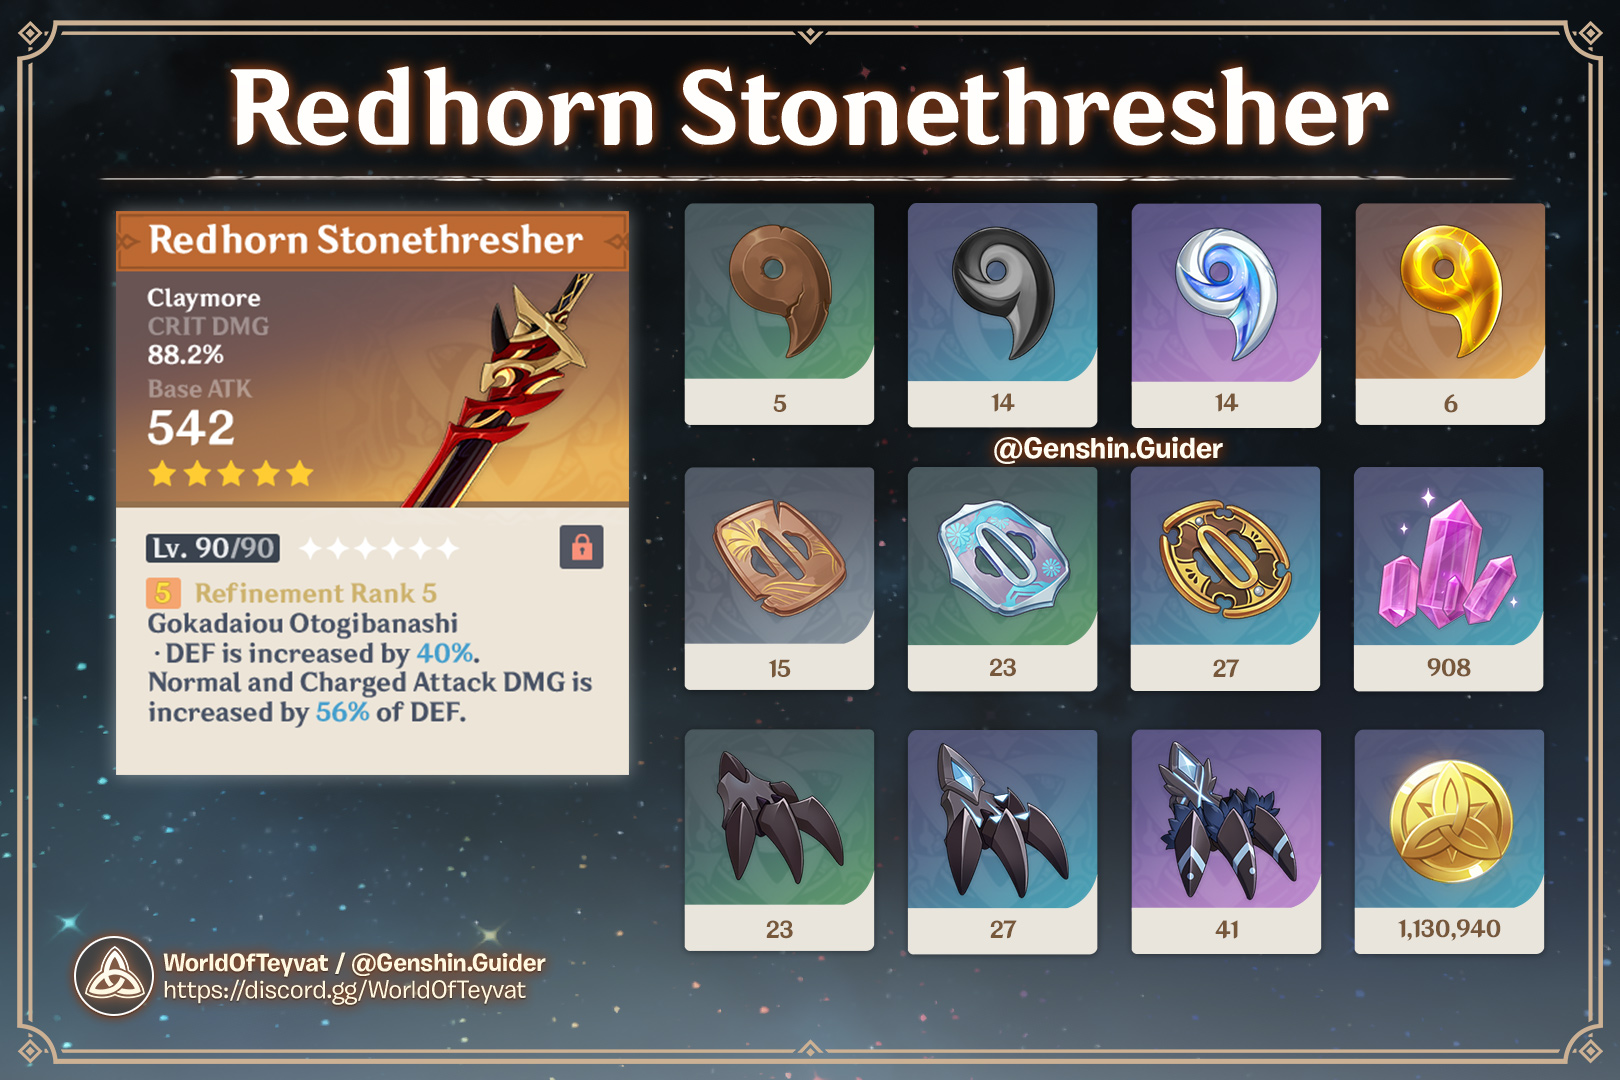 Redhorn Stonethresher
Redhorn Stonethresher
Claymore
CRIT DMG
88.2%
Base ATK
542
Lv. 90/90
5 Refinement Rank 5
Gokadaiou Otogibanashi
· DEF is increased by 40%.
Normal and Charged Attack DMG is
increased by 56% of DEF.
5
14
14
6
@Genshin.Guider
15
23
27
908
23
27
41
1,130,940
WorldOfTeyvat / @Genshin.Guider
https://discord.gg/WorldOfTeyvat